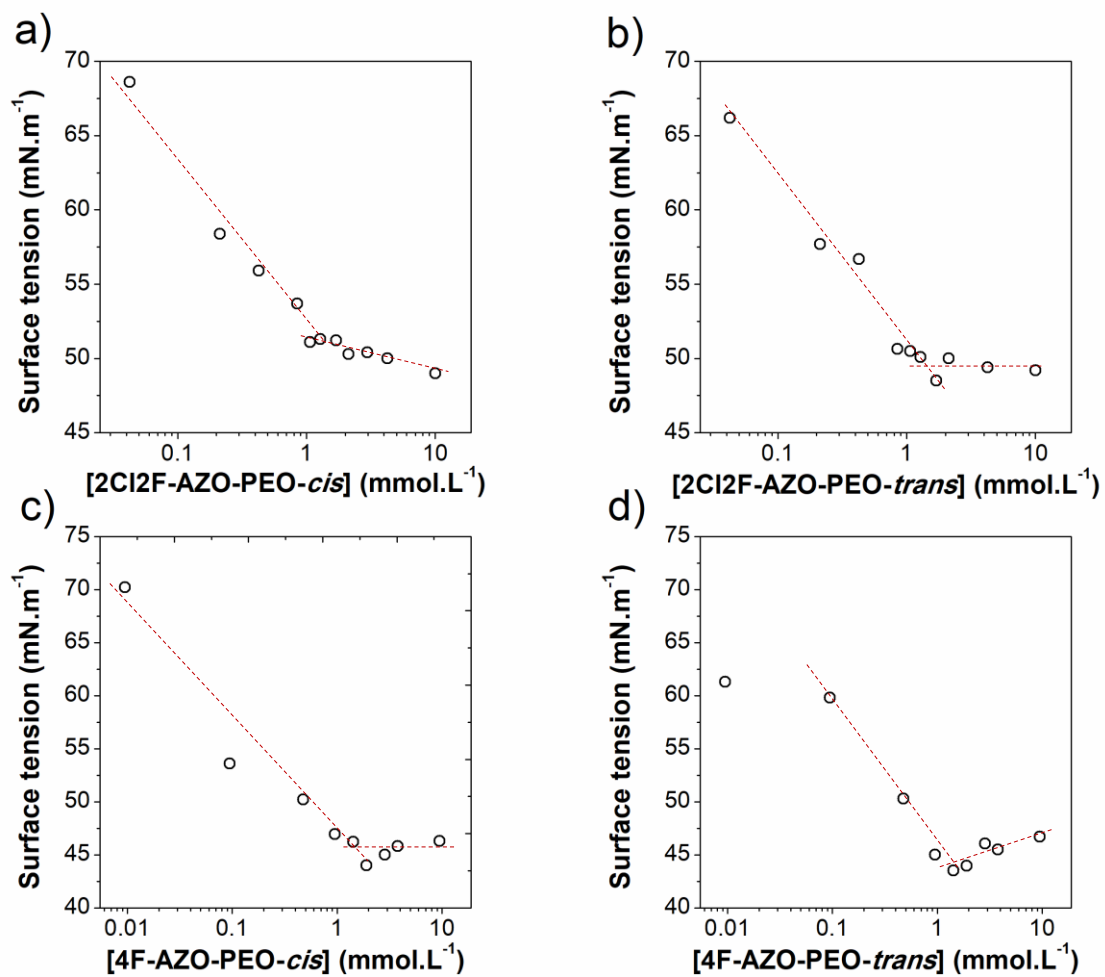 a)
Surface tension (mN.m-1)
70
65
60
55
50
45
0.1 1 10
[2Cl2F-AZO-PEO-cis] (mmol.L-1)
b)
Surface tension (mN.m-1)
70
65
60
55
50
45
0.1 1 10
[2Cl2F-AZO-PEO-trans] (mmol.L-1)
c)
Surface tension (mN.m-1)
75
70
65
60
55
50
45
40
0.01 0.1 1 10
[4F-AZO-PEO-cis] (mmol.L-1)
d)
Surface tension (mN.m-1)
75
70
65
60
55
50
45
40
0.01 0.1 1 10
[4F-AZO-PEO-trans] (mmol.L-1)